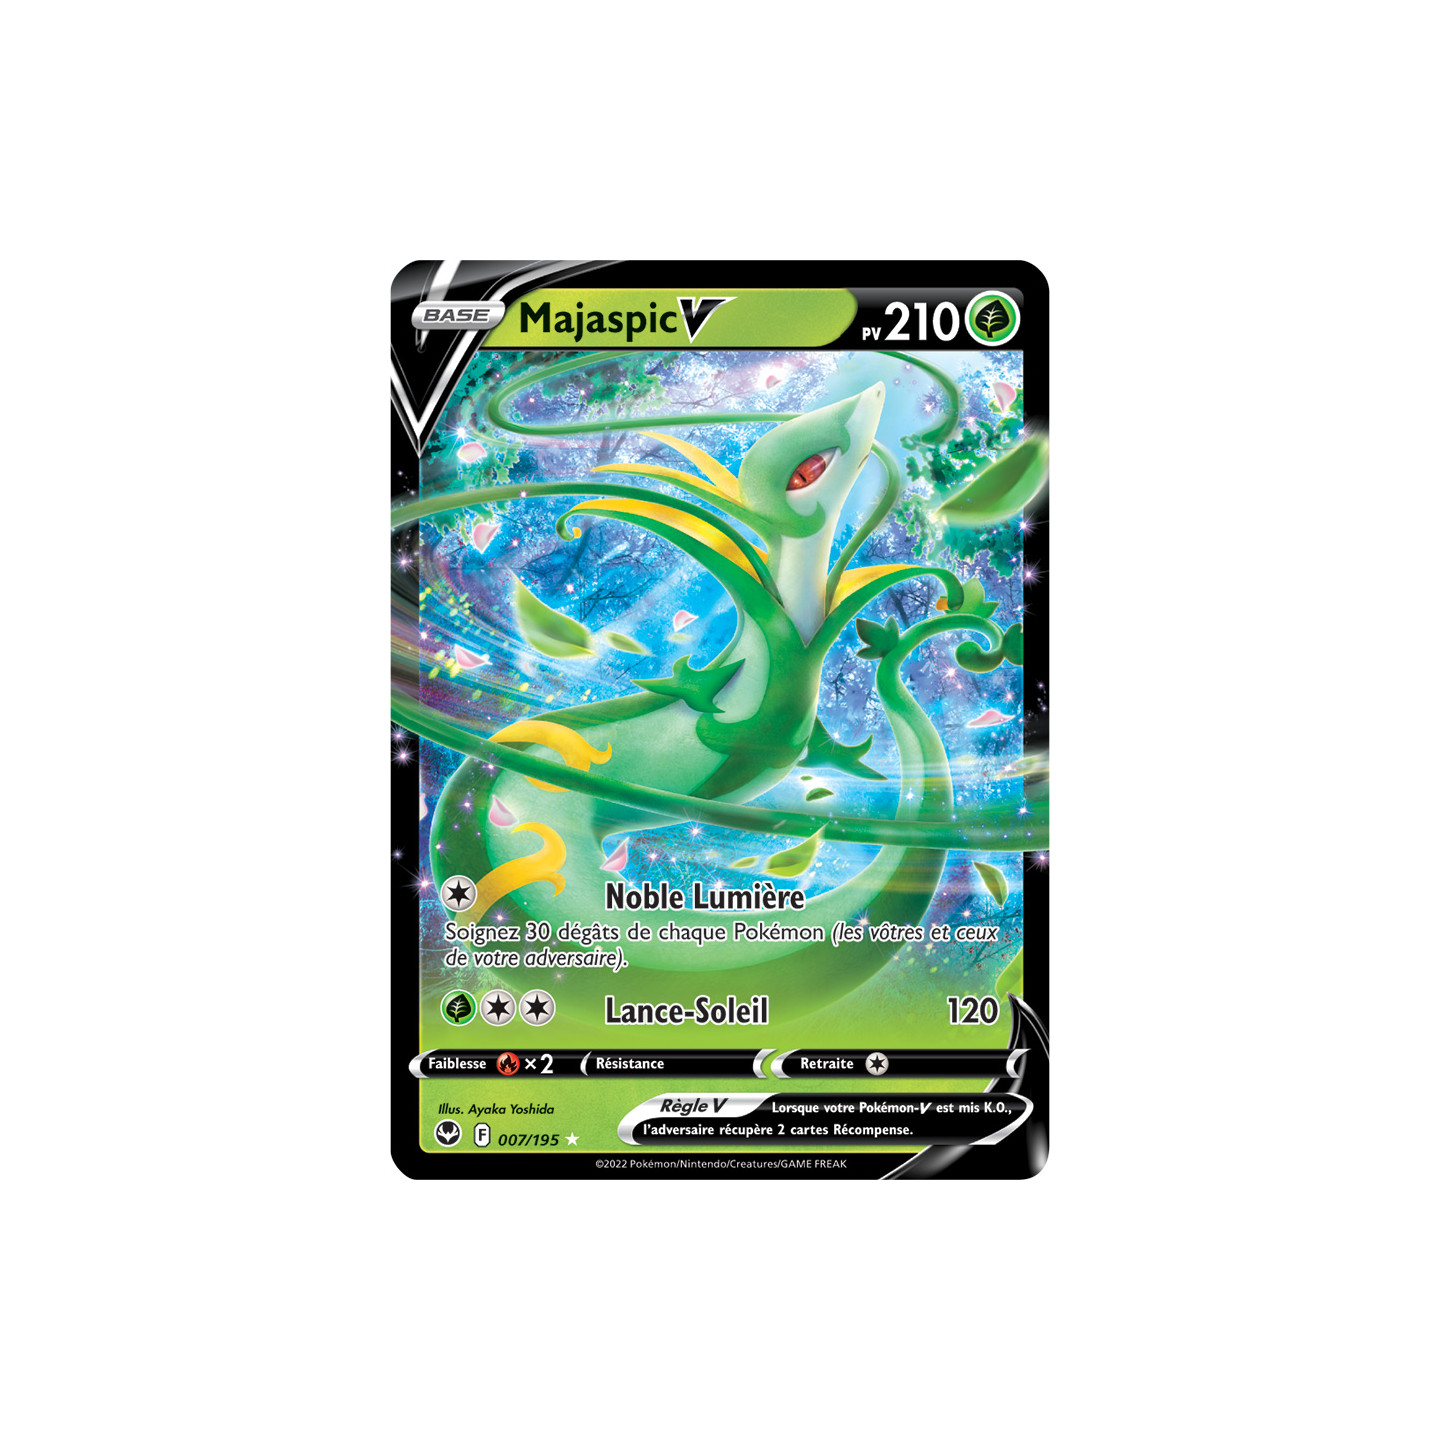 BASE Majaspic V PV 210
Noble Lumière
Soignez 30 dégâts de chaque Pokémon (les vôtres et ceux
de votre adversaire).
Lance-Soleil 120
Faiblesse ×2 Résistance Retraite
Illus. Ayaka Yoshida
Règle V Lorsque votre Pokémon-V est mis K.O.,
l'adversaire récupère 2 cartes Récompense.
F 007/195
©2022 Pokémon/Nintendo/Creatures/GAME FREAK